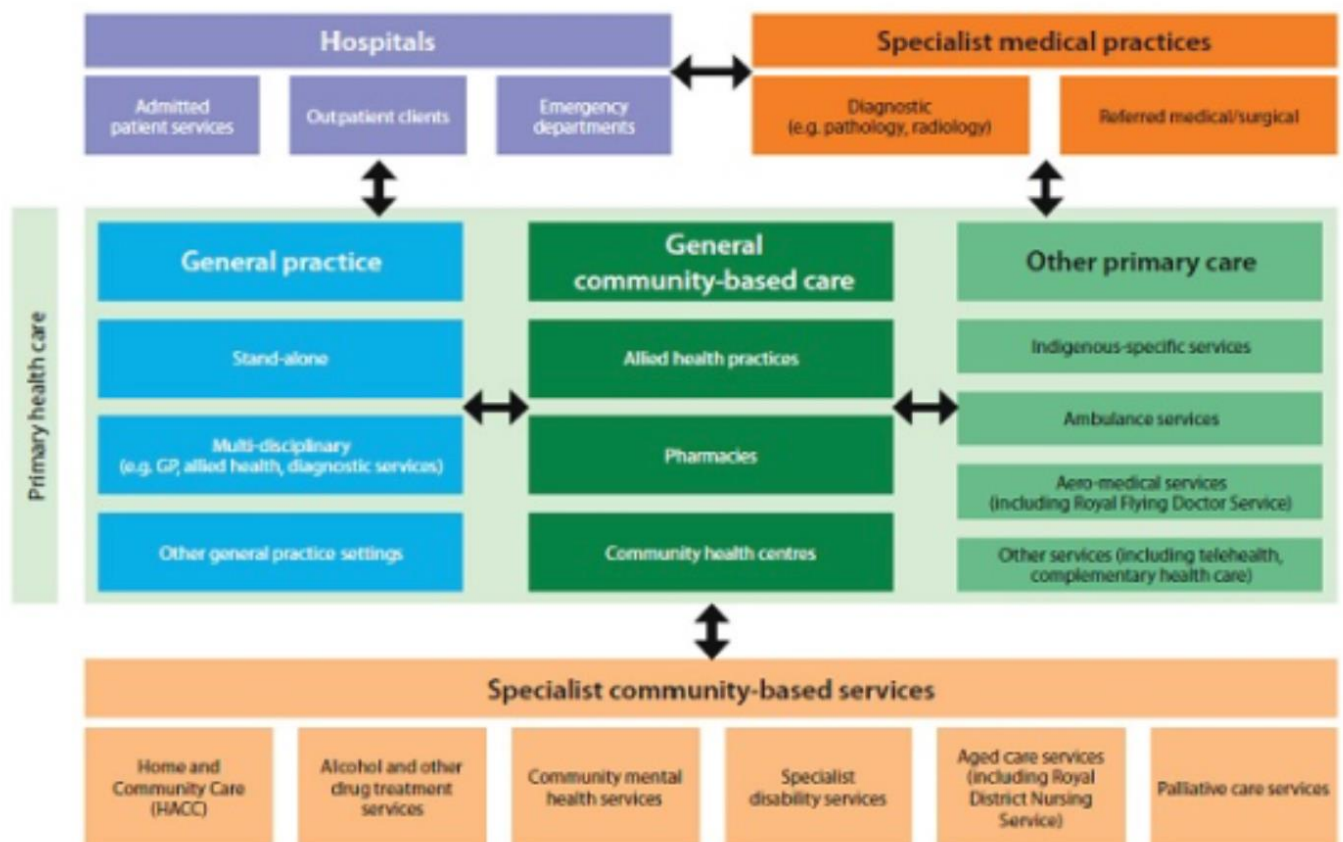 Hospitals
Specialist medical practices
Admitted
patient services
Outpatient clients
Emergency
departments
Diagnostic
(e.g. pathology, radiology)
Referred medical/surgical
Primary health care
General practice
General
community-based care
Other primary care
Stand-alone
Multi-disciplinary
(e.g. GP, allied health, diagnostic services)
Other general practice settings
Allied health practices
Pharmacies
Community health centres
Indigenous-specific services
Ambulance services
Aero-medical services
(including Royal Flying Doctor Service)
Other services (including telehealth,
complementary health care)
Specialist community-based services
Home and
Community Care
(HACC)
Alcohol and other
drug treatment
services
Community mental
health services
Specialist
disability services
Aged care services
(including Royal
District Nursing
Service)
Palliative care services